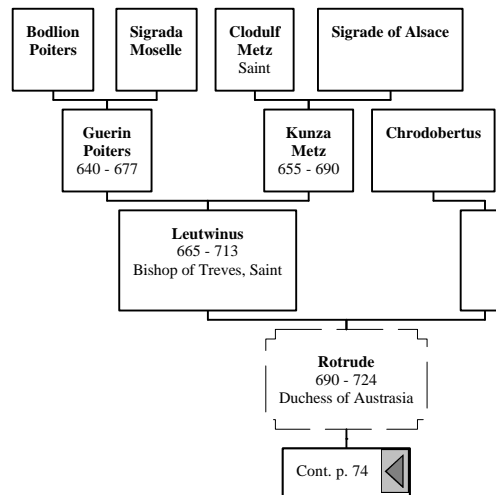 Bodlion
Poiters
Sigrada
Moselle
Clodulf
Metz
Saint
Sigrade of Alsace
Guerin
Poiters
640 - 677
Kunza
Metz
655 - 690
Chrodobertus
Leutwinus
665 - 713
Bishop of Treves, Saint
Rotrude
690 - 724
Duchess of Austrasia
Cont. p. 74